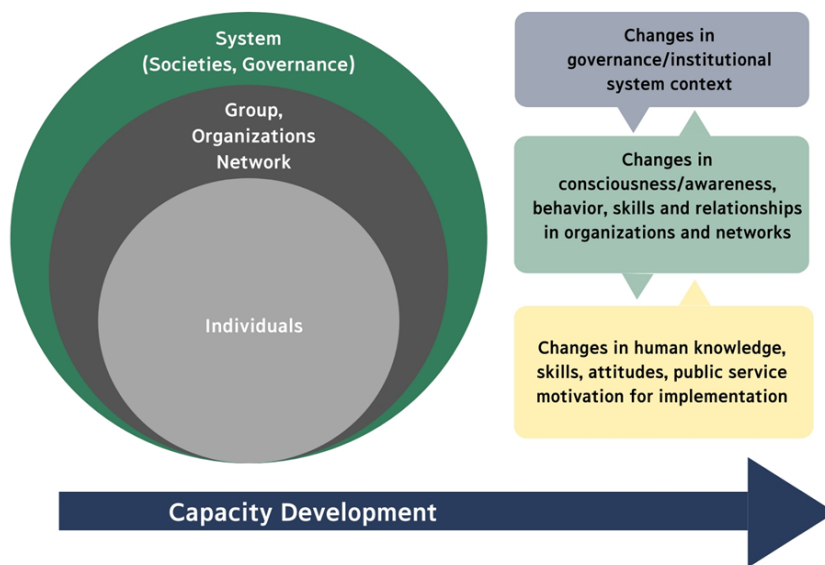 System
(Societies, Governance)
Group,
Organizations
Network
Individuals
Changes in
governance/institutional
system context
Changes in
consciousness/awareness,
behavior, skills and relationships
in organizations and networks
Changes in human knowledge,
skills, attitudes, public service
motivation for implementation
Capacity Development